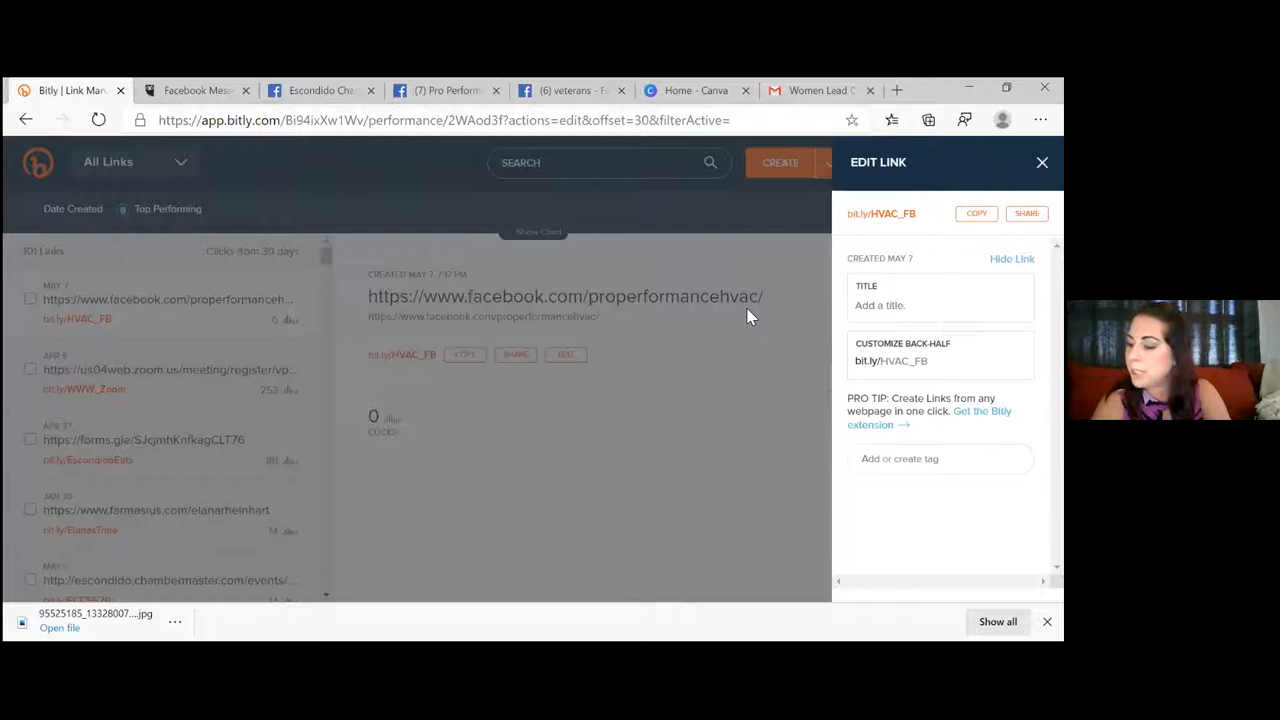 Bitly | Link Man
Facebook Mes
Escondido Cha
(7) Pro Perform
(6) veterans - Fa
Home - Canva
Women Lead C
https://app.bitly.com/Bi94ixXw1Wv/performance/2WAod3f?actions=edit&offset=30&filterActive=
All Links
SEARCH
CREATE
Date Created
Top Performing
Show Chart
101 Links
Clicks from 30 days
MAY 7
https://www.facebook.com/properformanceh...
bit.ly/HVAC_FB
0
https://us04web.zoom.us/meeting/register/vp...
bit.ly/WWW_Zoom
253
APR 27
https://forms.gle/SJcjmhKnfkagCLT76
bit.ly/EscondidoEats
181
JAN 30
https://www.farmasius.com/elanarheinhart
bit.ly/ElanasTribe
74
http://escondido.chambermaster.com/events/...
CREATED MAY 7, 7:17 PM
https://www.facebook.com/properformancehvac/
https://www.facebook.com/properformancehvac/
bit.ly/HVAC_FB
COPY
SHARE
EDIT
0
CLICKS
EDIT LINK
bit.ly/HVAC_FB
COPY
SHARE
CREATED MAY 7
Hide Link
TITLE
Add a title.
CUSTOMIZE BACK-HALF
bit.ly/HVAC_FB
PRO TIP: Create Links from any
webpage in one click. Get the Bitly
extension →
Add or create tag
95525185_13328007....jpg
Open file
Show all